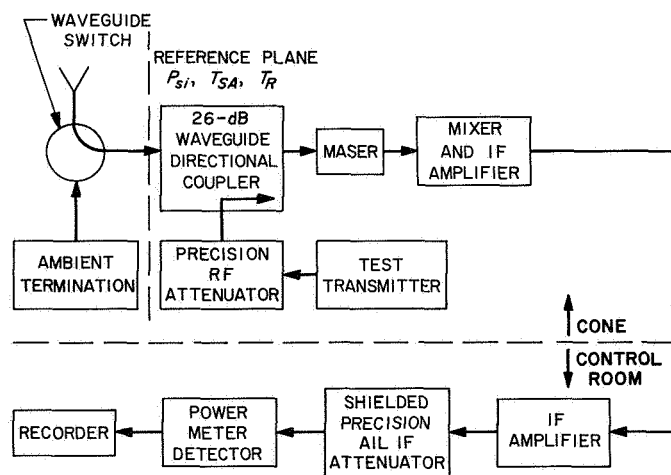 WAVEGUIDE
SWITCH
REFERENCE PLANE
Psi, TSA, TR
26-dB
WAVEGUIDE
DIRECTIONAL
COUPLER
MASER
MIXER
AND IF
AMPLIFIER
AMBIENT
TERMINATION
PRECISION
RF
ATTENUATOR
TEST
TRANSMITTER
CONE
CONTROL
ROOM
RECORDER
POWER
METER
DETECTOR
SHIELDED
PRECISION
AIL IF
ATTENUATOR
IF
AMPLIFIER